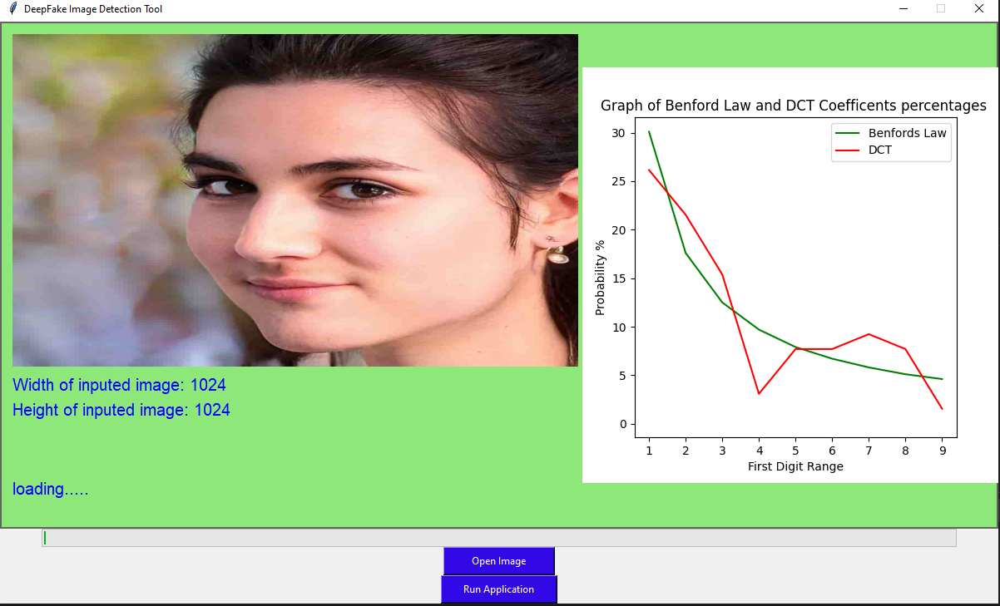 DeepFake Image Detection Tool
Graph of Benford Law and DCT Coefficents percentages
Benfords Law
DCT
Probability %
30
25
20
15
10
5
0
1 2 3 4 5 6 7 8 9
First Digit Range
Width of inputed image: 1024
Height of inputed image: 1024
loading.....
Open Image
Run Application